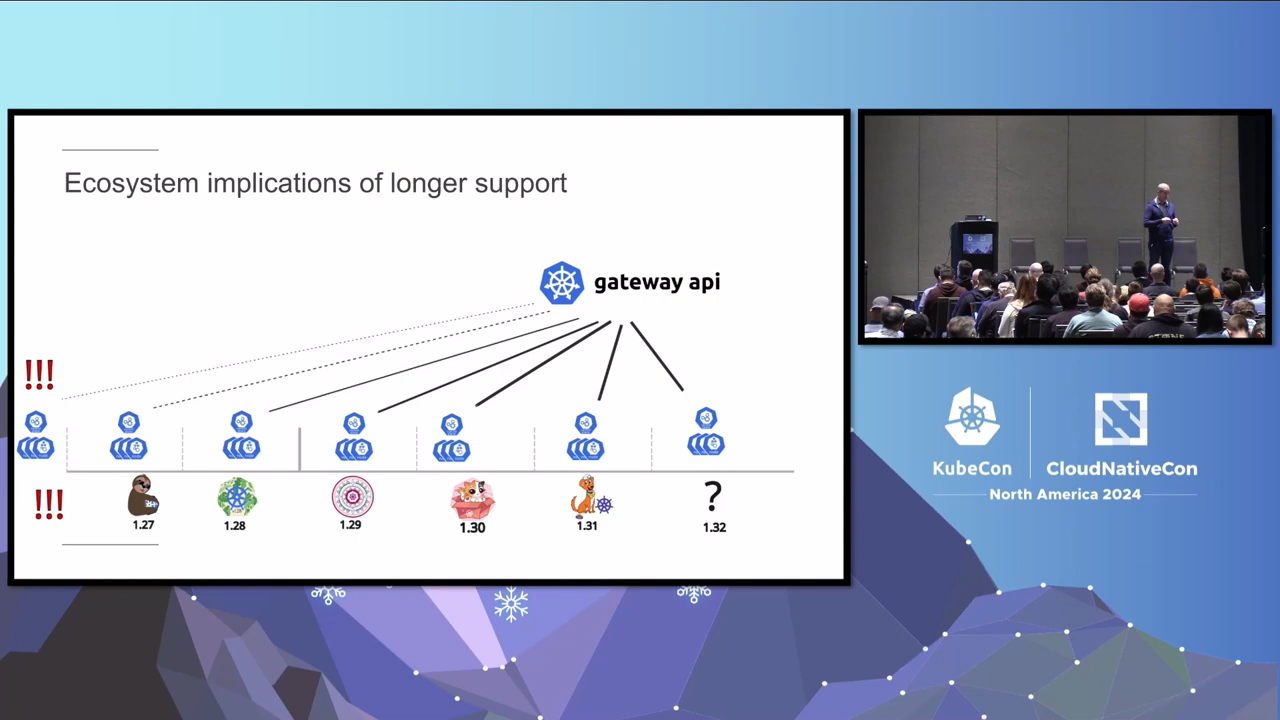 Ecosystem implications of longer support
gateway api
!!!
!!!
1.27
1.28
1.29
1.30
1.31
?
1.32
KubeCon
CloudNativeCon
North America 2024